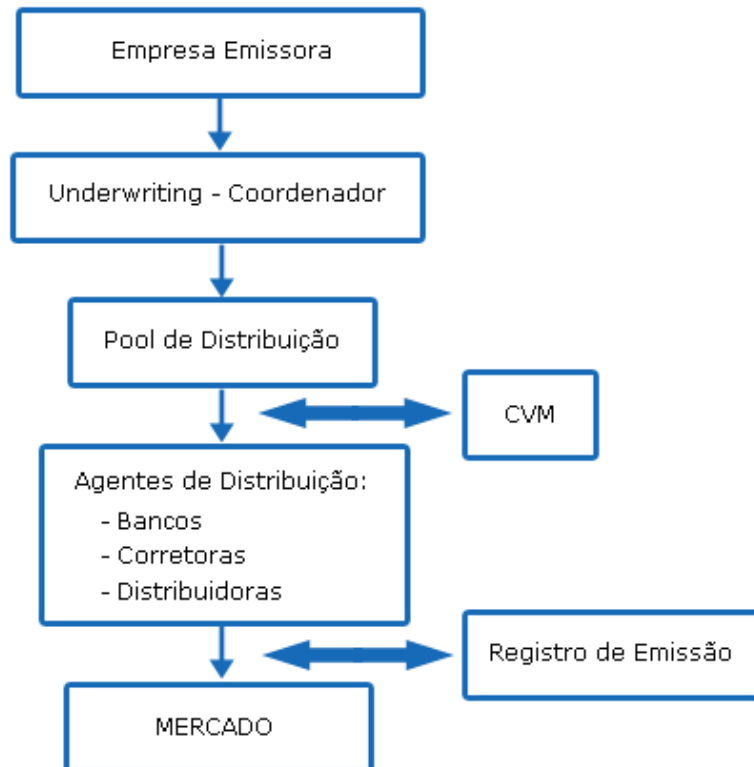 Empresa Emissora
Underwriting - Coordenador
Pool de Distribuição
CVM
Agentes de Distribuição:
- Bancos
- Corretoras
- Distribuidoras
Registro de Emissão
MERCADO